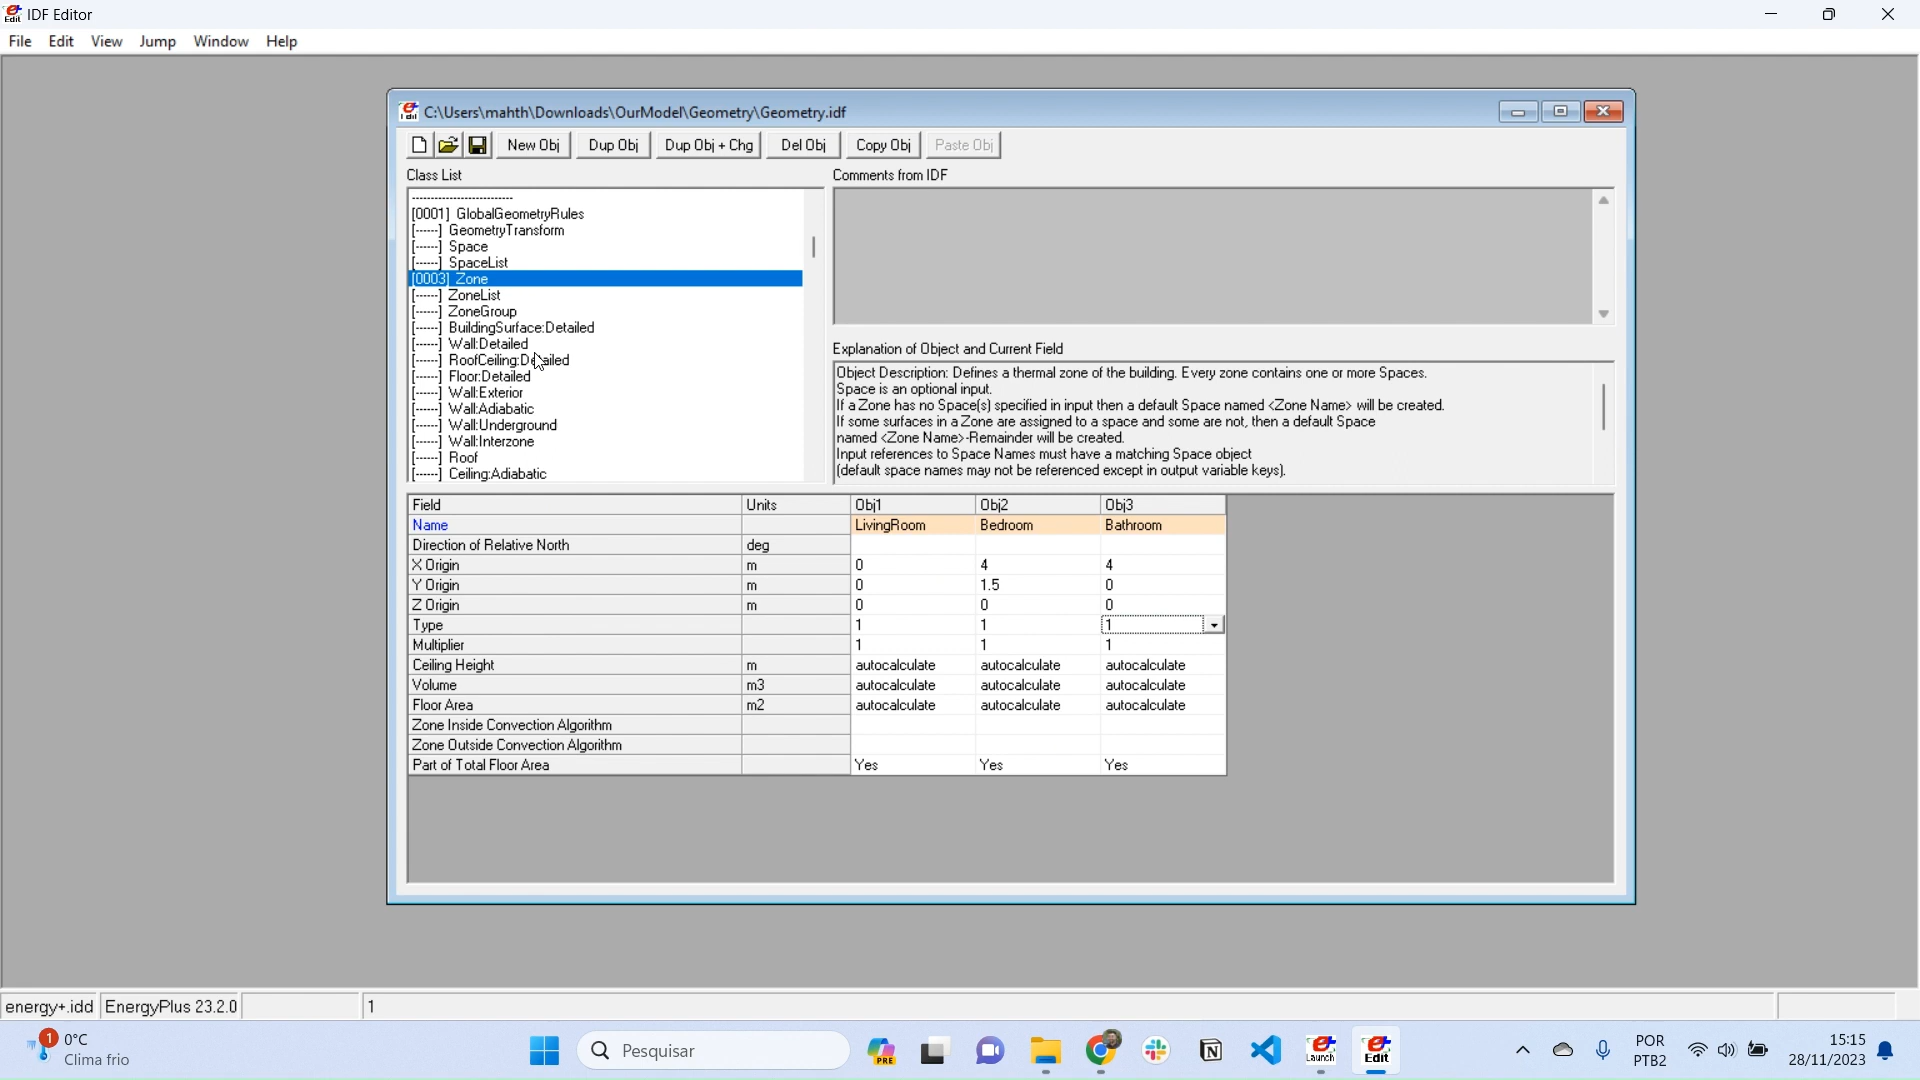 IDF Editor
File Edit View Jump Window Help
C:\Users\mahth\Downloads\OurModel\Geometry\Geometry.idf
New Obj Dup Obj Dup Obj + Chg Del Obj Copy Obj Paste Obj
Class List
Comments from IDF
[0001] GlobalGeometryRules
[------] GeometryTransform
[------] Space
[------] SpaceList
[0003] Zone
[------] ZoneList
[------] ZoneGroup
[------] BuildingSurface:Detailed
[------] Wall:Detailed
[------] RoofCeiling:Detailed
[------] Floor:Detailed
[------] Wall:Exterior
[------] Wall:Adiabatic
[------] Wall:Underground
[------] Wall:Interzone
[------] Roof
[------] Ceiling:Adiabatic
Explanation of Object and Current Field
Object Description: Defines a thermal zone of the building. Every zone contains one or more Spaces.
Space is an optional input.
If a Zone has no Space(s) specified in input then a default Space named <Zone Name> will be created.
If some surfaces in a Zone are assigned to a space and some are not, then a default Space
named <Zone Name>-Remainder will be created.
Input references to Space Names must have a matching Space object
(default space names may not be referenced except in output variable keys).
Field Units Obj1 Obj2 Obj3
Name LivingRoom Bedroom Bathroom
Direction of Relative North deg
X Origin m 0 4 4
Y Origin m 0 1.5 0
Z Origin m 0 0 0
Type 1 1 1
Multiplier 1 1 1
Ceiling Height m autocalculate autocalculate autocalculate
Volume m3 autocalculate autocalculate autocalculate
Floor Area m2 autocalculate autocalculate autocalculate
Zone Inside Convection Algorithm
Zone Outside Convection Algorithm
Part of Total Floor Area Yes Yes Yes
energy+.idd EnergyPlus 23.2.0 1
1 0°C
Clima frio
Pesquisar
PRE
Launch
Edit
POR
PTB2
15:15
28/11/2023